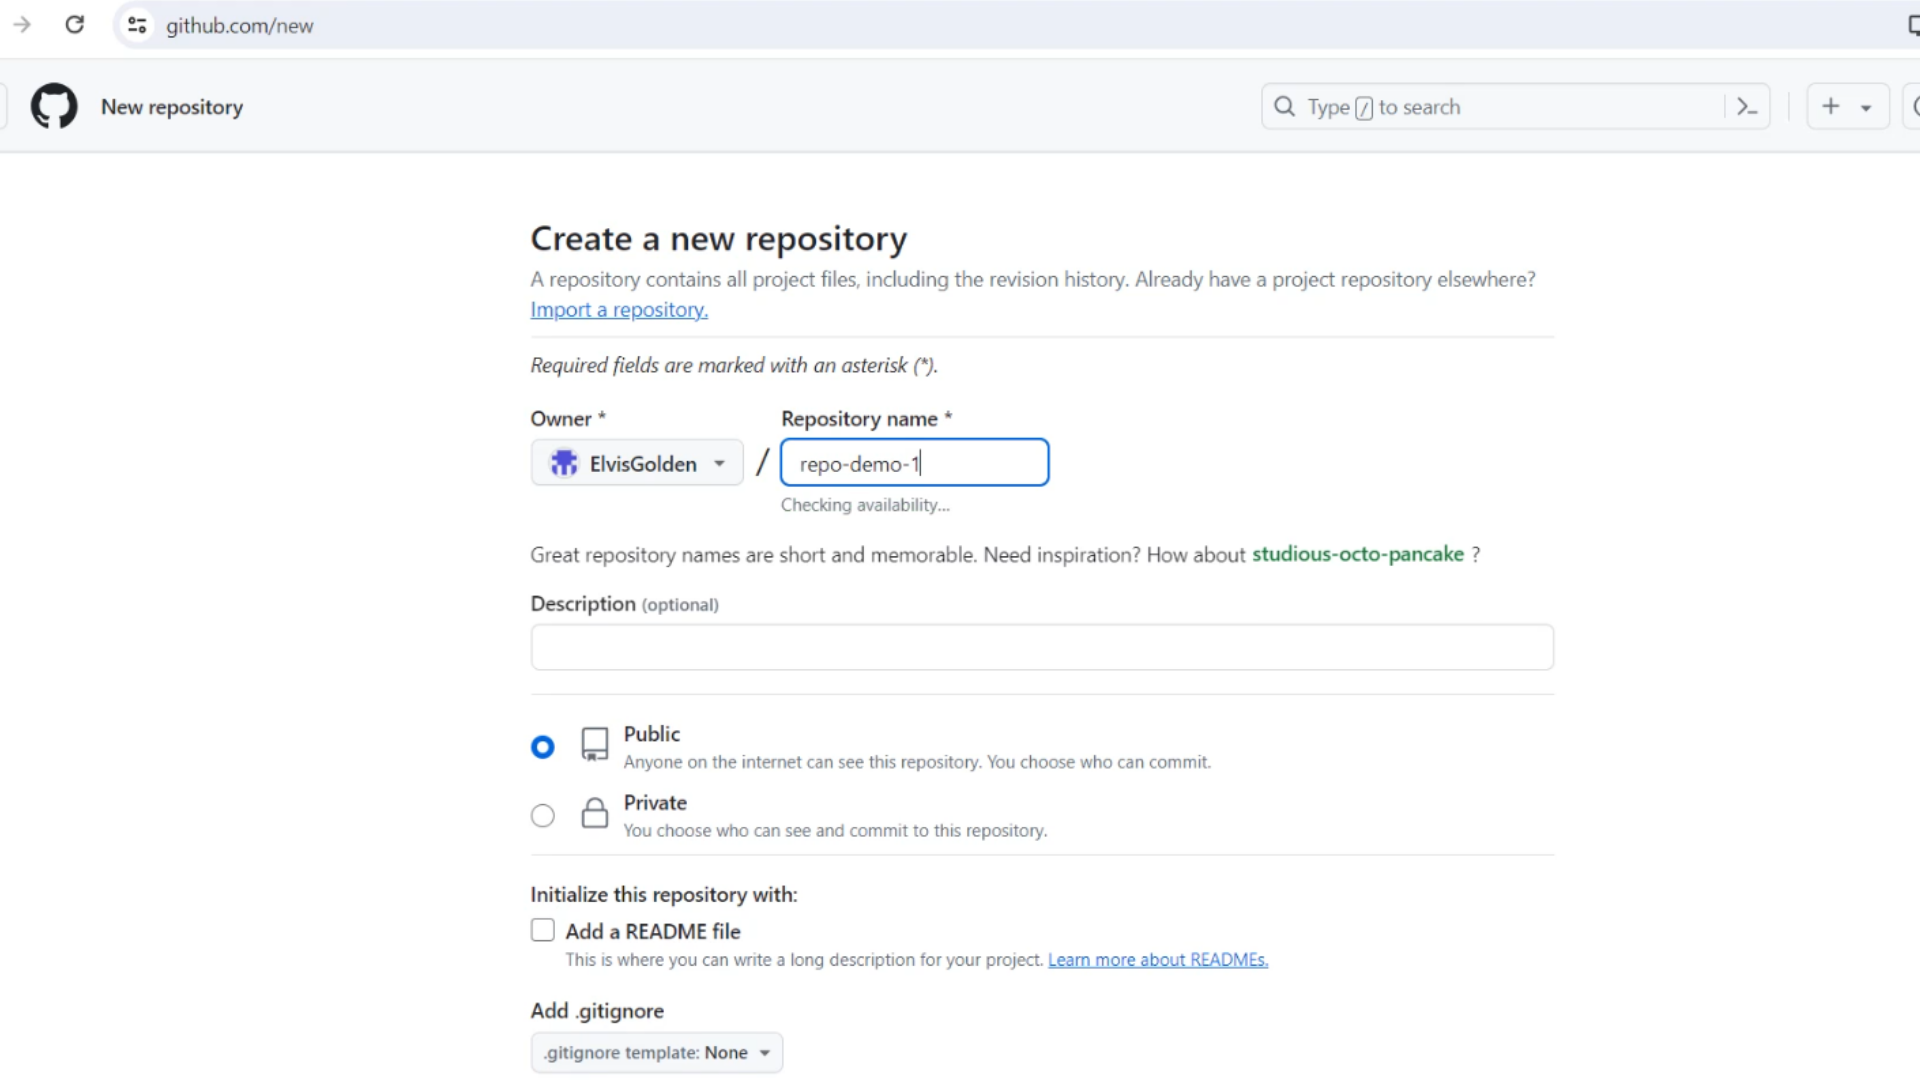 github.com/new
New repository
Type / to search
Create a new repository
A repository contains all project files, including the revision history. Already have a project repository elsewhere?
Import a repository.
Required fields are marked with an asterisk (*).
Owner *
Repository name *
ElvisGolden
/
repo-demo-1
Checking availability...
Great repository names are short and memorable. Need inspiration? How about studious-octo-pancake ?
Description (optional)
Public
Anyone on the internet can see this repository. You choose who can commit.
Private
You choose who can see and commit to this repository.
Initialize this repository with:
Add a README file
This is where you can write a long description for your project. Learn more about READMEs.
Add .gitignore
.gitignore template: None